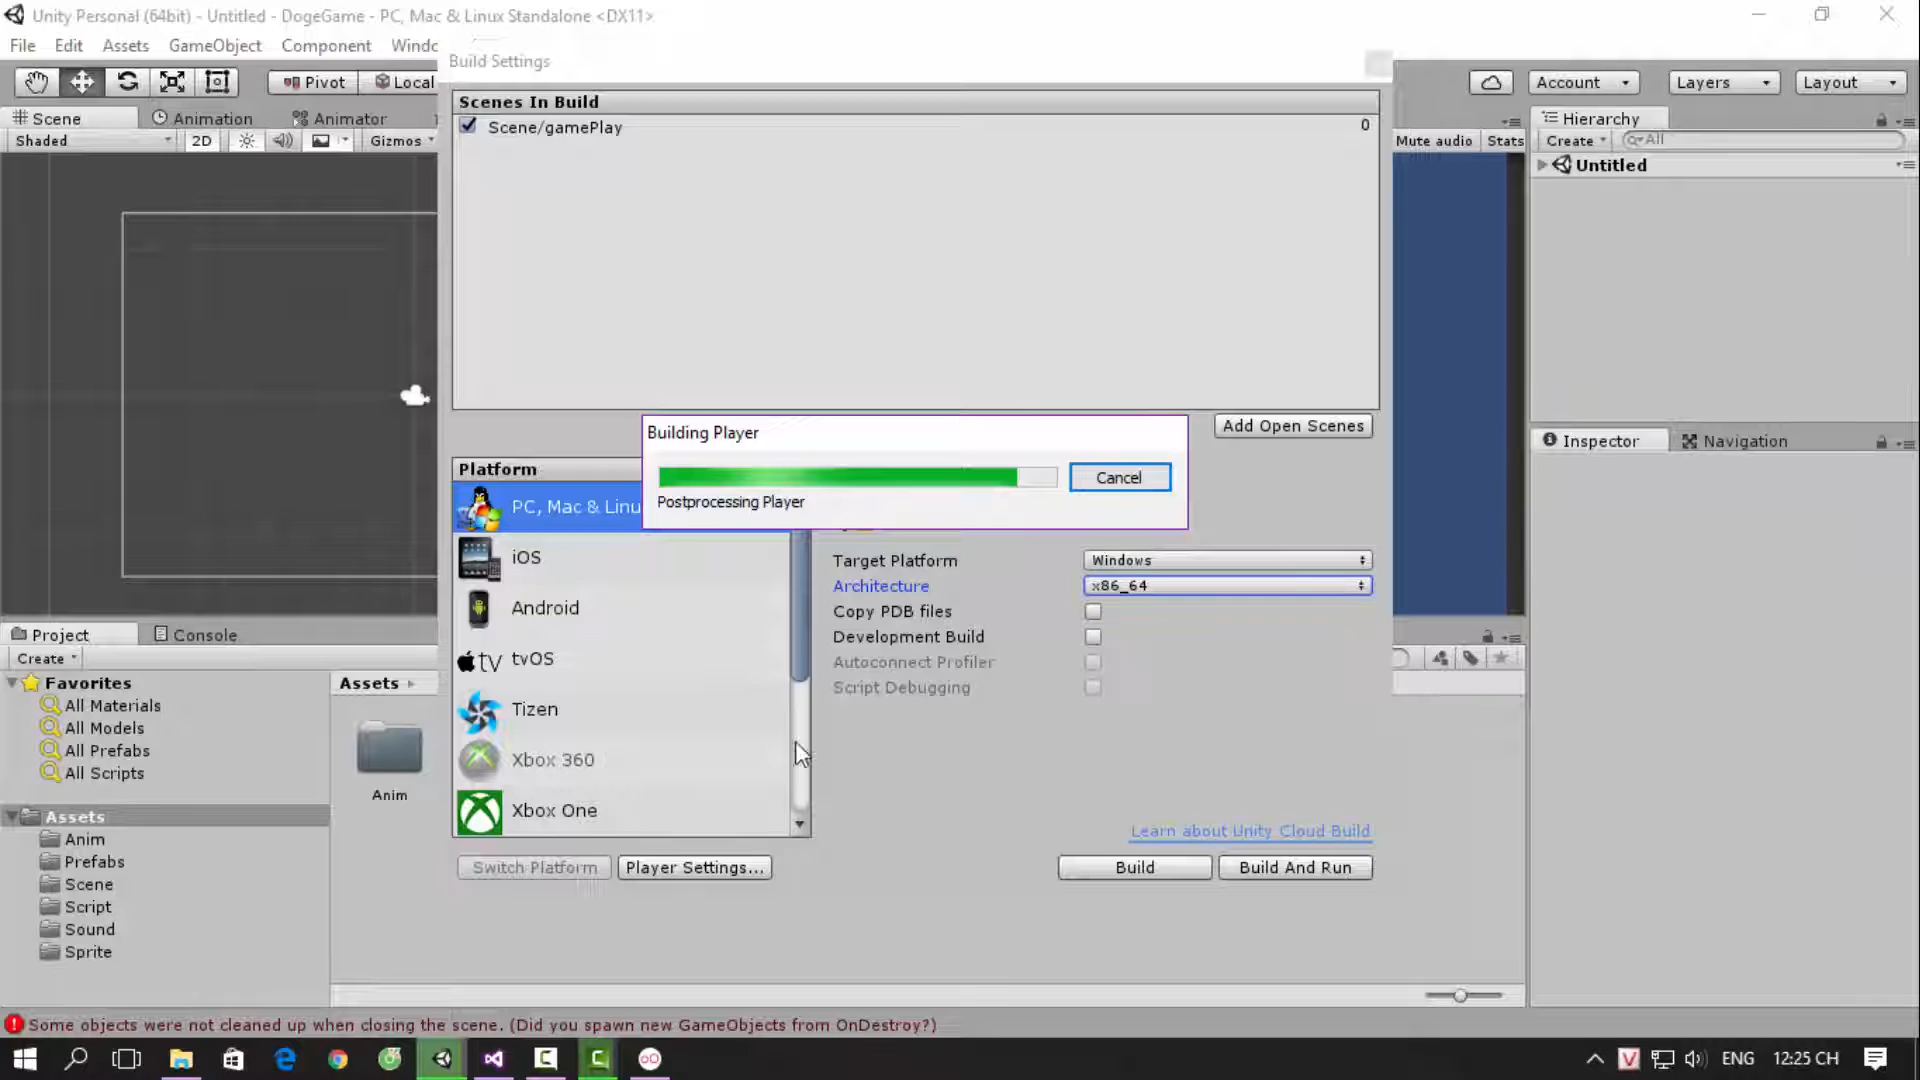 Unity Personal (64bit) - Untitled - DogeGame - PC, Mac & Linux Standalone <DX11>
File Edit Assets GameObject Component Windo
Build Settings
Pivot Local
Account Layers Layout
Scenes In Build
Scene/gamePlay 0
Scene Animation Animator
Shaded 2D Gizmos
Mute audio Stats
Hierarchy
Create All
Untitled
Add Open Scenes
Building Player
Cancel
Postprocessing Player
Inspector Navigation
Platform
PC, Mac & Linu
iOS
Android
tv tvOS
Tizen
Xbox 360
Xbox One
Target Platform Windows
Architecture x86_64
Copy PDB files
Development Build
Autoconnect Profiler
Script Debugging
Learn about Unity Cloud Build
Switch Platform Player Settings... Build Build And Run
Project Console
Create
Favorites
All Materials
All Models
All Prefabs
All Scripts
Assets
Anim
Prefabs
Scene
Script
Sound
Sprite
Assets
Anim
Some objects were not cleaned up when closing the scene. (Did you spawn new GameObjects from OnDestroy?)
V ENG 12:25 CH